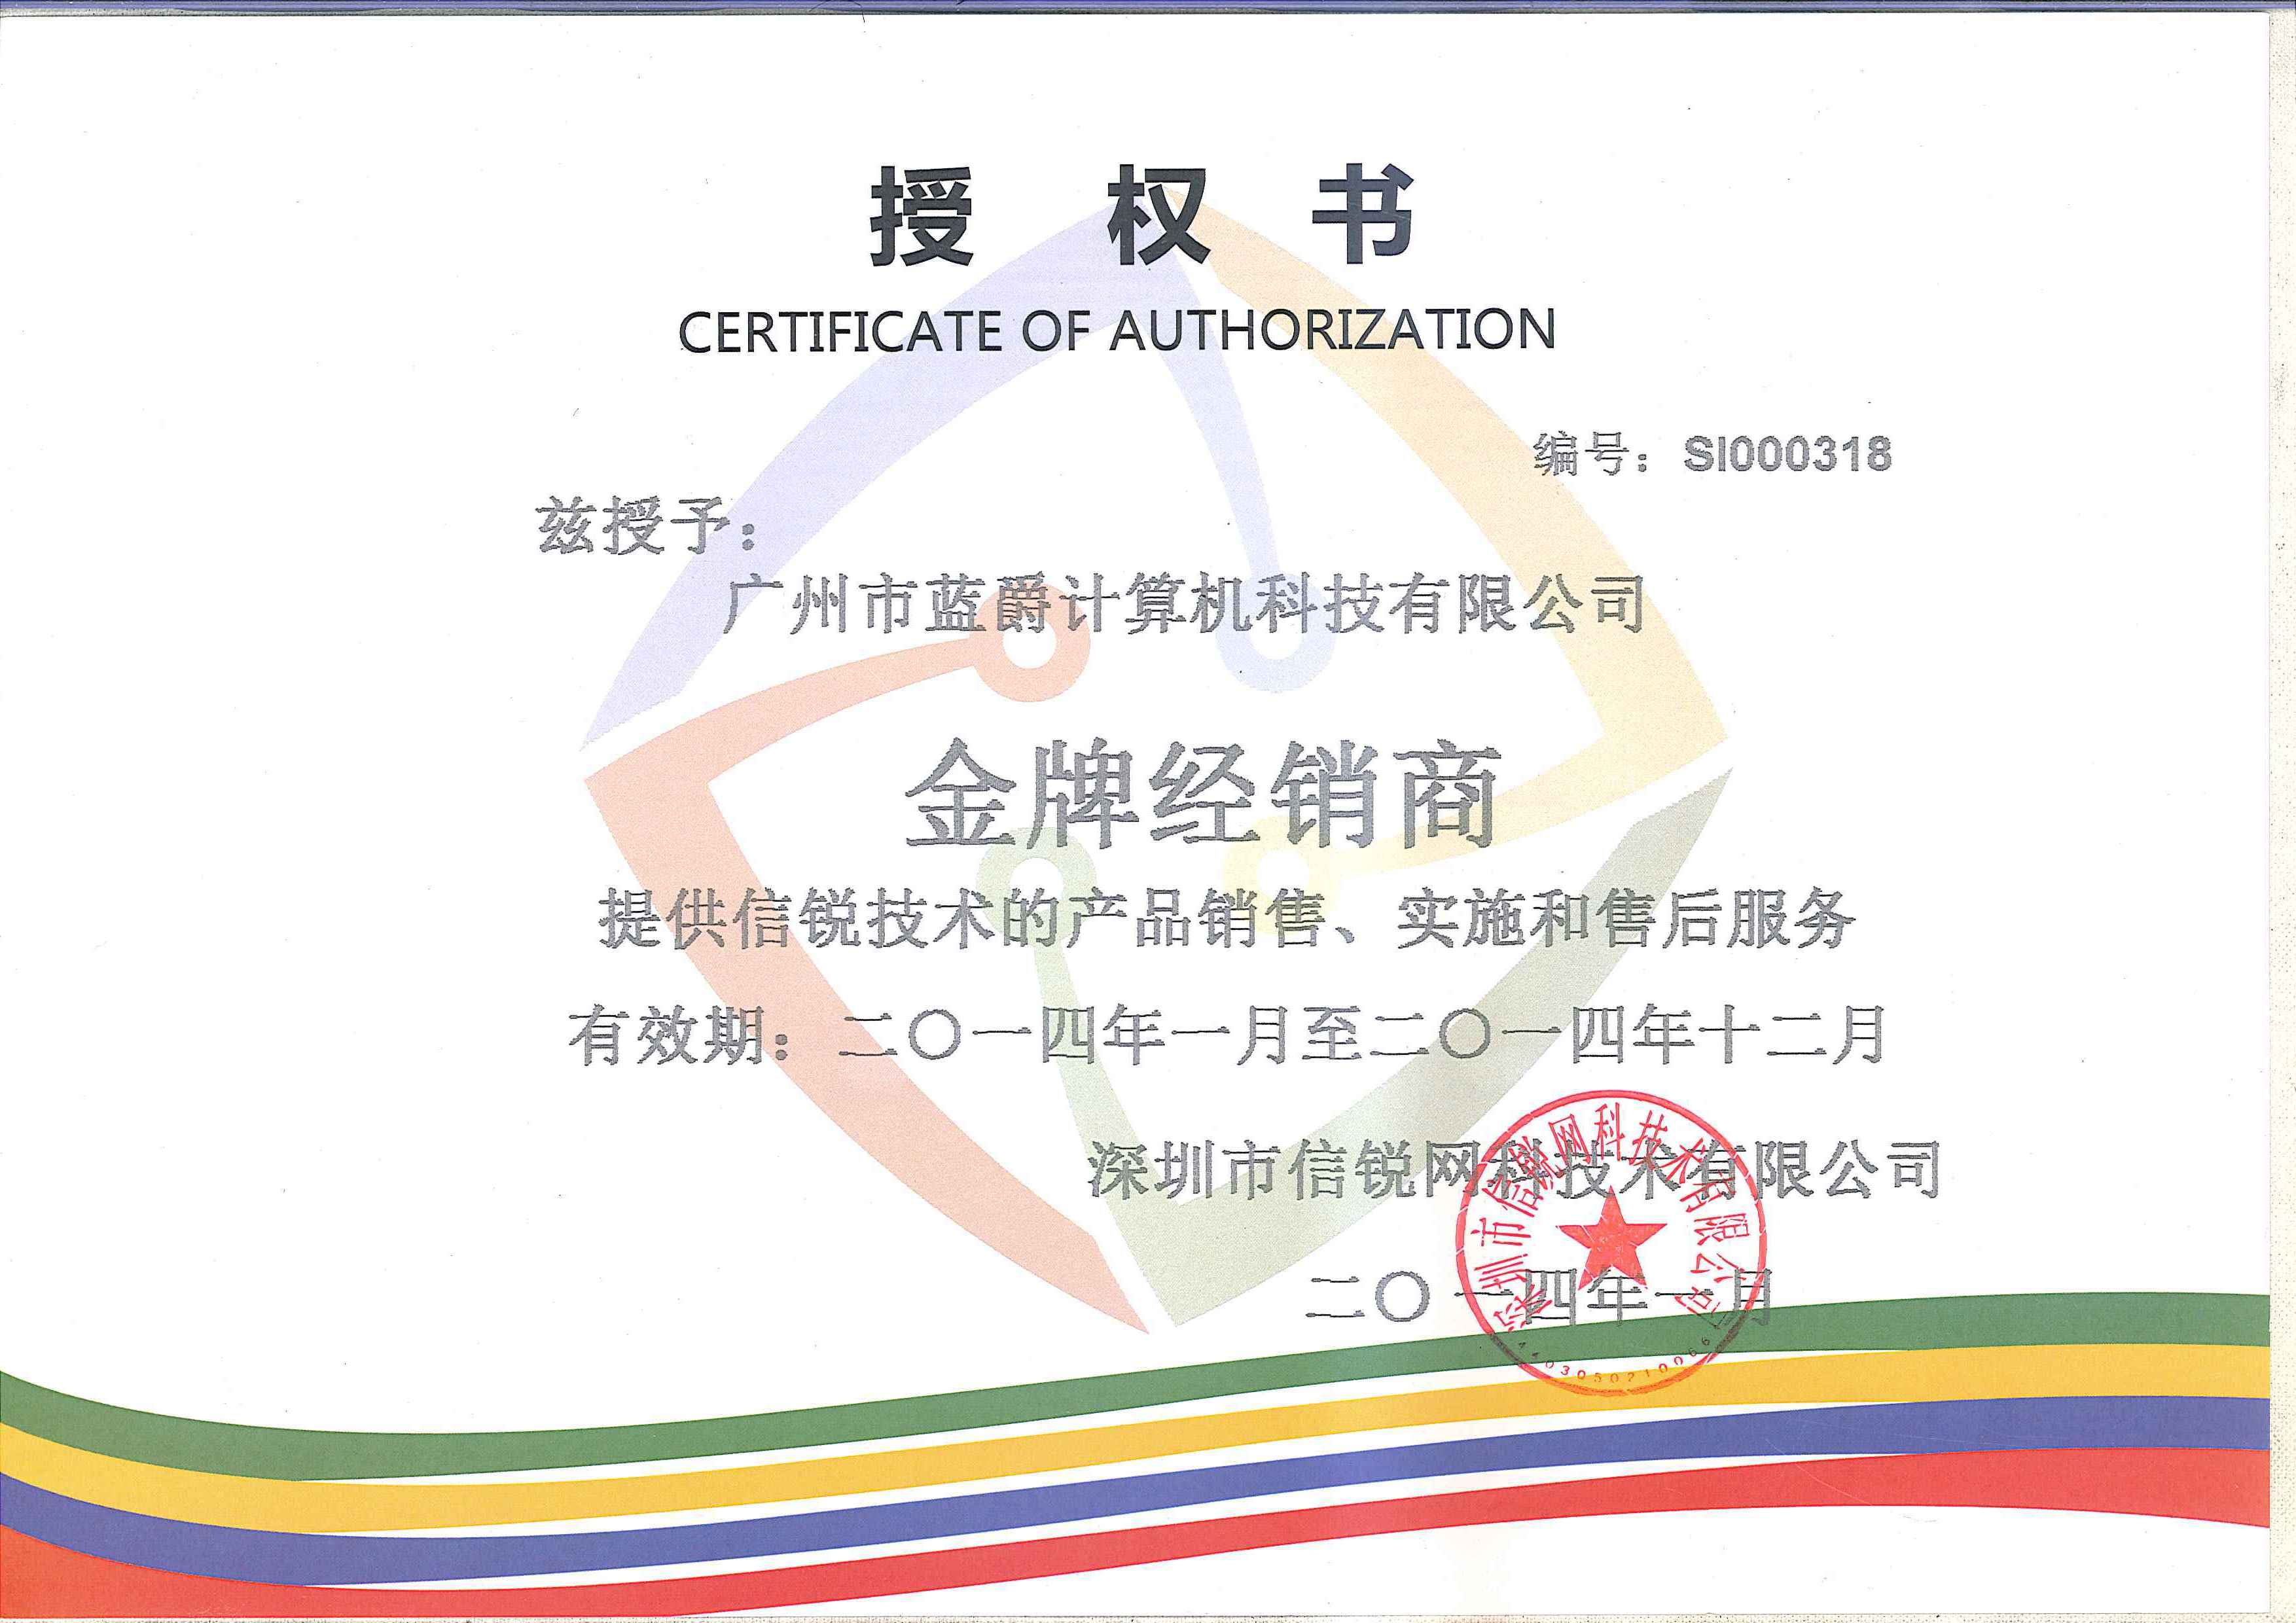 授 权 书
CERTIFICATE OF AUTHORIZATION
编号：SI000318
兹授予：
广州市蓝爵计算机科技有限公司
金牌经销商
提供信锐技术的产品销售、实施和售后服务
有效期：二〇一四年一月至二〇一四年十二月
深圳市信锐网科技术有限公司
二〇一四年一月
深圳市信锐网科技术有限公司